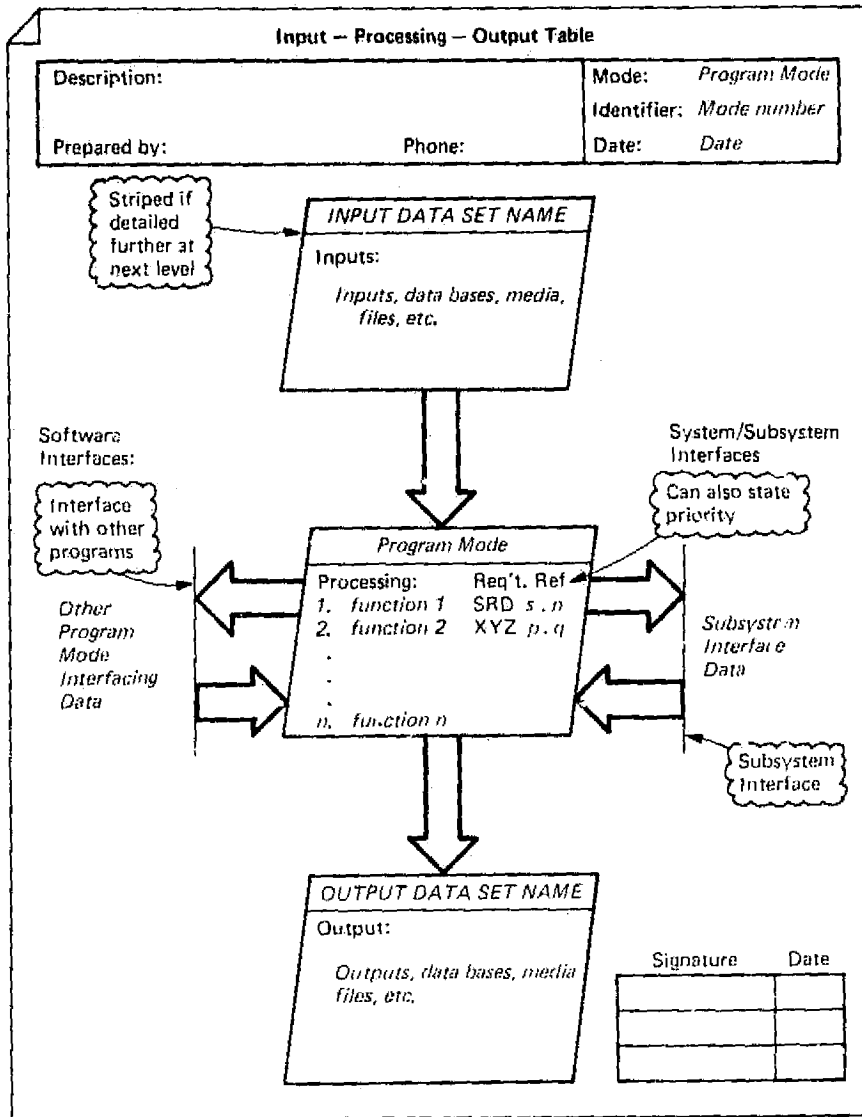 Input — Processing — Output Table
Description:
Prepared by: Phone:
Mode: Program Mode
Identifier: Mode number
Date: Date
Striped if
detailed
further at
next level
INPUT DATA SET NAME
Inputs:
Inputs, data bases, media,
files, etc.
Software
Interfaces:
System/Subsystem
Interfaces
Interface
with other
programs
Can also state
priority
Program Mode
Processing: Req't. Ref
1. function 1 SRD s.n
2. function 2 XYZ p.q
.
.
.
n. function n
Other
Program
Mode
Interfacing
Data
Subsystem
Interface
Data
Subsystem
Interface
OUTPUT DATA SET NAME
Output:
Outputs, data bases, media
files, etc.
Signature Date